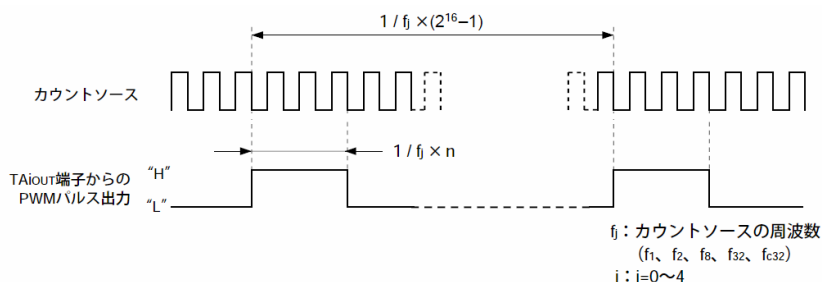 1 / fj ×(2¹⁶–1)
カウントソース
1 / fj × n
“H”
TAiOUT端子からの
PWMパルス出力
“L”
fj：カウントソースの周波数
（f1、f2、f8、f32、fC32）
i：i=0～4